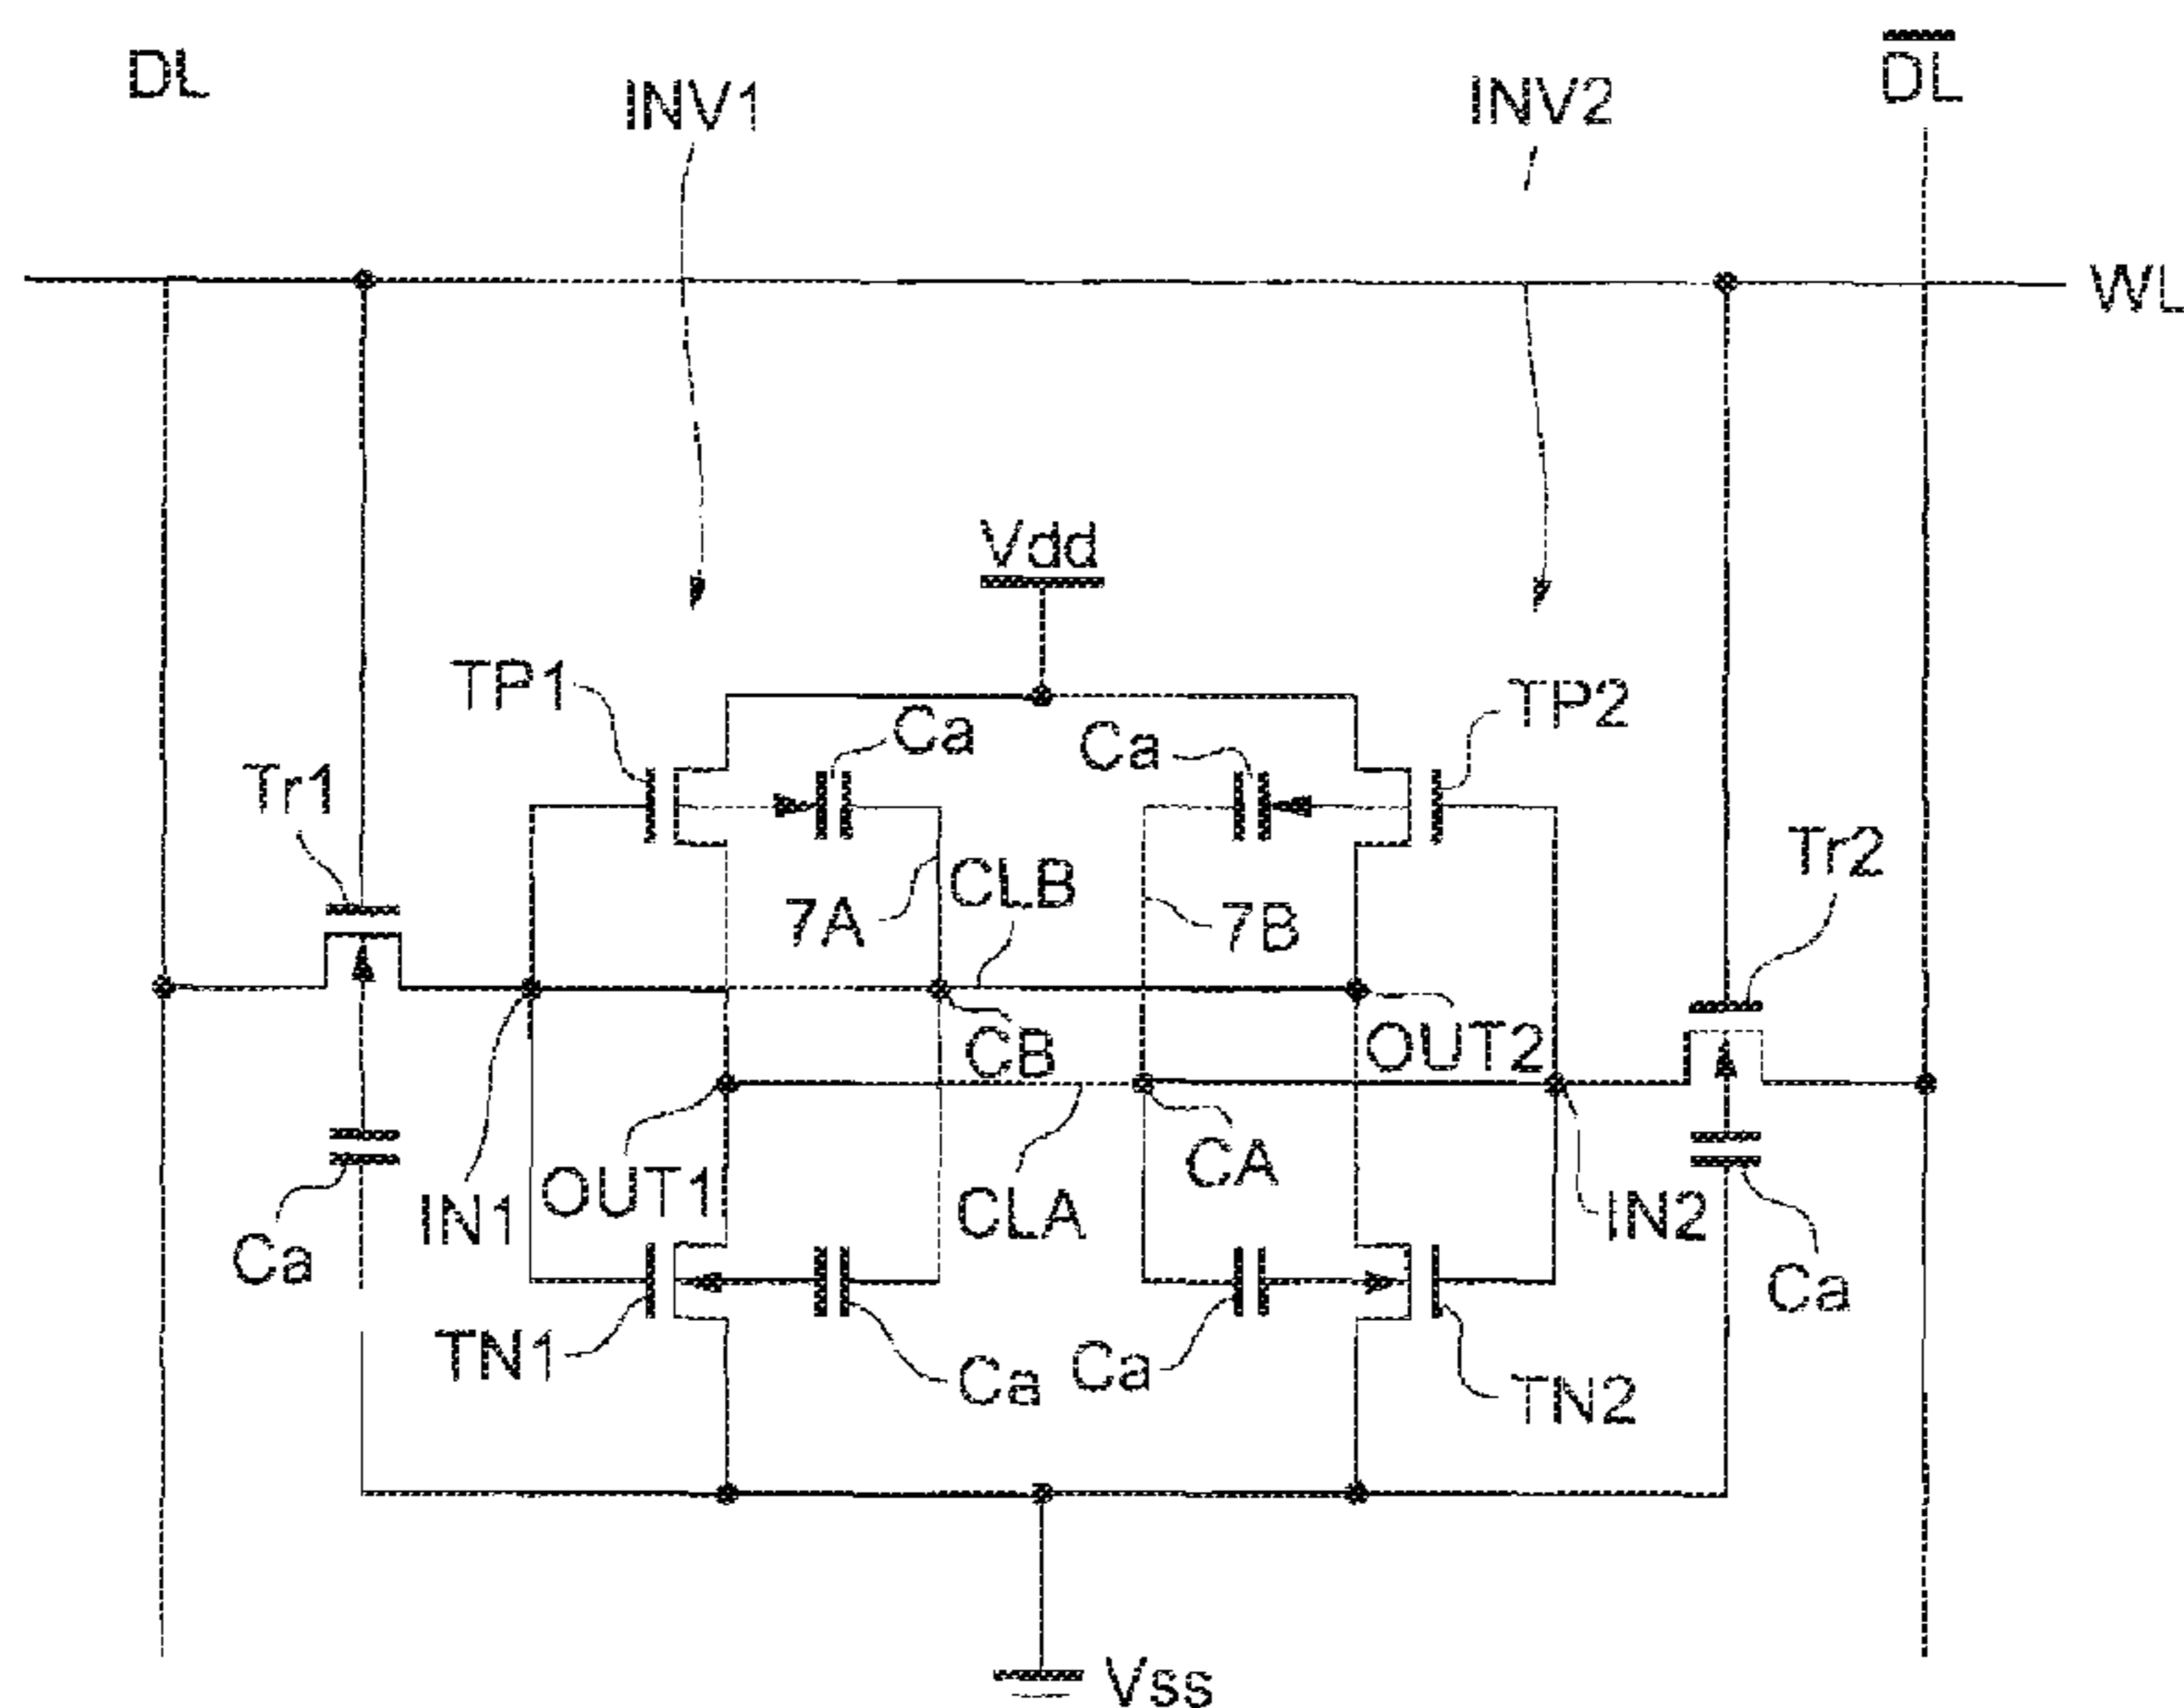 DL
INV1
INV2
D̅L̅
WL
Vdd
TP1
Ca
Ca
TP2
Tr1
Tr2
7A
CLB
7B
CB
OUT2
IN1
OUT1
CLA
CA
IN2
Ca
Ca
TN1
Ca
Ca
TN2
Vss